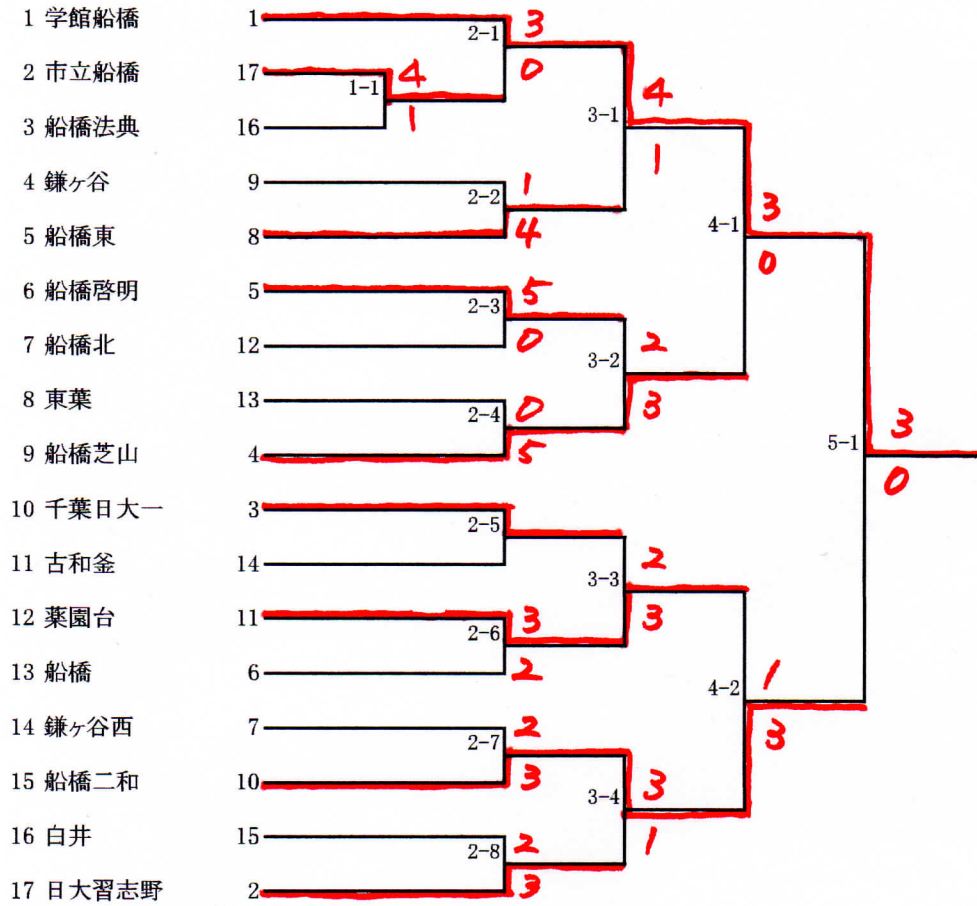 1 学館船橋 1
2-1 3
0
2 市立船橋 17
1-1 4
1
3 船橋法典 16
3-1 4
1
4 鎌ヶ谷 9
2-2 1
4
5 船橋東 8
4-1 3
0
6 船橋啓明 5
2-3 5
0
7 船橋北 12
3-2 2
3
8 東葉 13
2-4 0
5
9 船橋芝山 4
5-1 3
0
10 千葉日大一 3
2-5
11 古和釜 14
3-3 2
3
12 薬園台 11
2-6 3
2
13 船橋 6
4-2 1
3
14 鎌ヶ谷西 7
2-7 2
3
15 船橋二和 10
3-4 3
1
16 白井 15
2-8 2
3
17 日大習志野 2